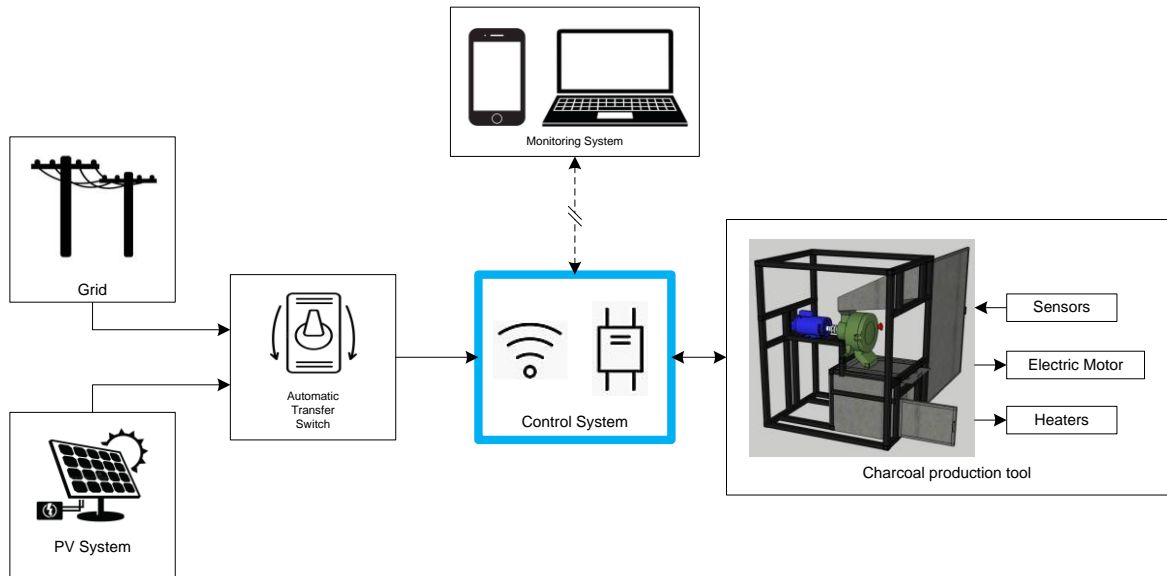 Monitoring System
Grid
Automatic
Transfer
Switch
Control System
Sensors
Electric Motor
Heaters
Charcoal production tool
PV System